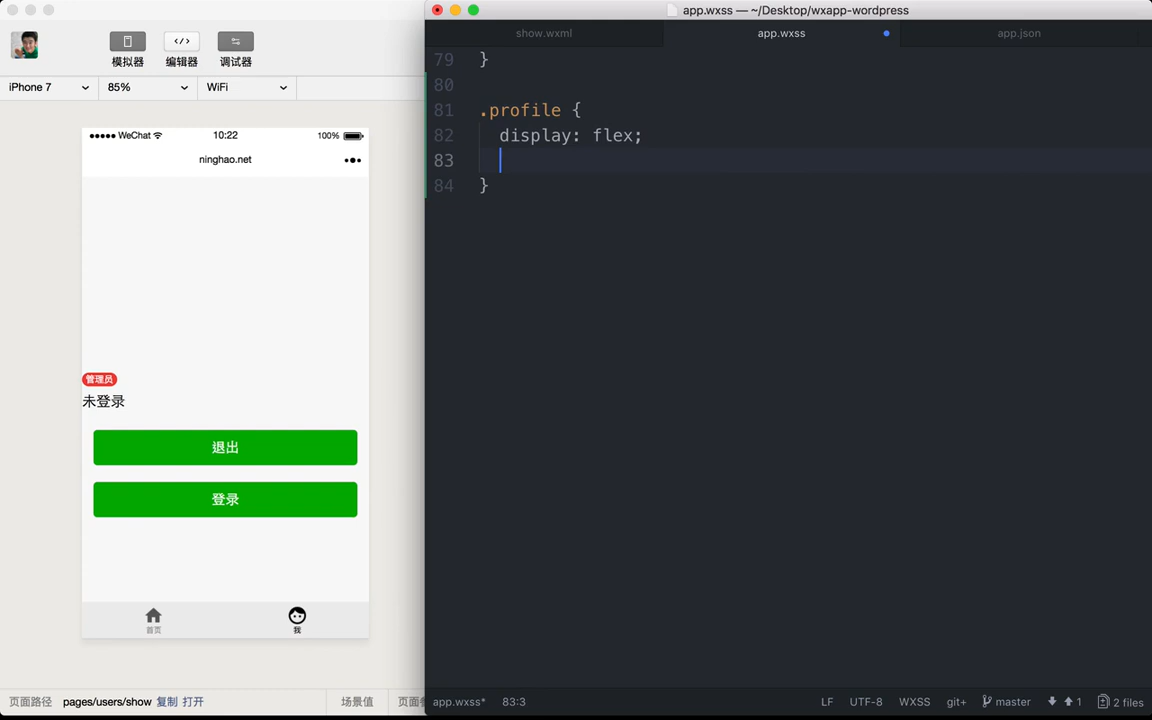 app.wxss — ~/Desktop/wxapp-wordpress
show.wxml
app.wxss
app.json
模拟器
编辑器
调试器
iPhone 7
85%
WiFi
WeChat
10:22
100%
ninghao.net
管理员
未登录
退出
登录
首页
我
79 }
80
81 .profile {
82 display: flex;
83
84 }
页面路径 pages/users/show 复制 打开
场景值
app.wxss* 83:3
LF UTF-8 WXSS git+ master 1 2 files